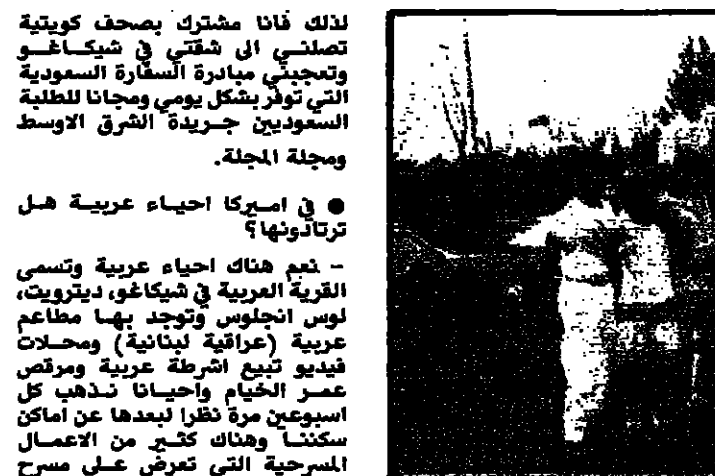 لذلك فانا مشترك بصحف كويتية
تصلني الى شقتي في شيكاغو
وتعجبني مبادرة السفارة السعودية
التي توفر بشكل يومي ومجانا للطلبة
السعوديين جريدة الشرق الاوسط
ومجلة المجلة.
● في اميركا احياء عربية هل
ترتادونها؟
– نعم هناك احياء عربية وتسمى
القرية العربية في شيكاغو، ديترويت،
لوس انجلوس وتوجد بها مطاعم
عربية (عراقية لبنانية) ومحلات
فيديو تبيع اشرطة عربية ومرقص
عمر الخيام واحيانا نذهب كل
اسبوعين مرة نظرا لبعدها عن اماكن
سكننا وهناك كثير من الاعمال
المسرحية التي تعرض على مسرح